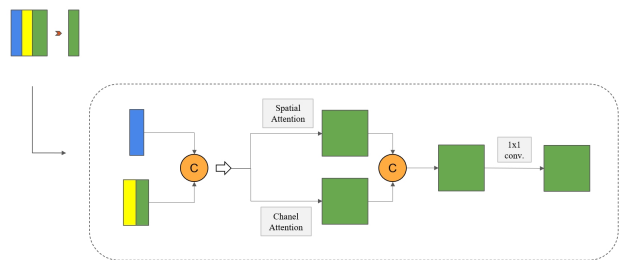 Spatial
Attention
1x1
conv.
C
C
Chanel
Attention